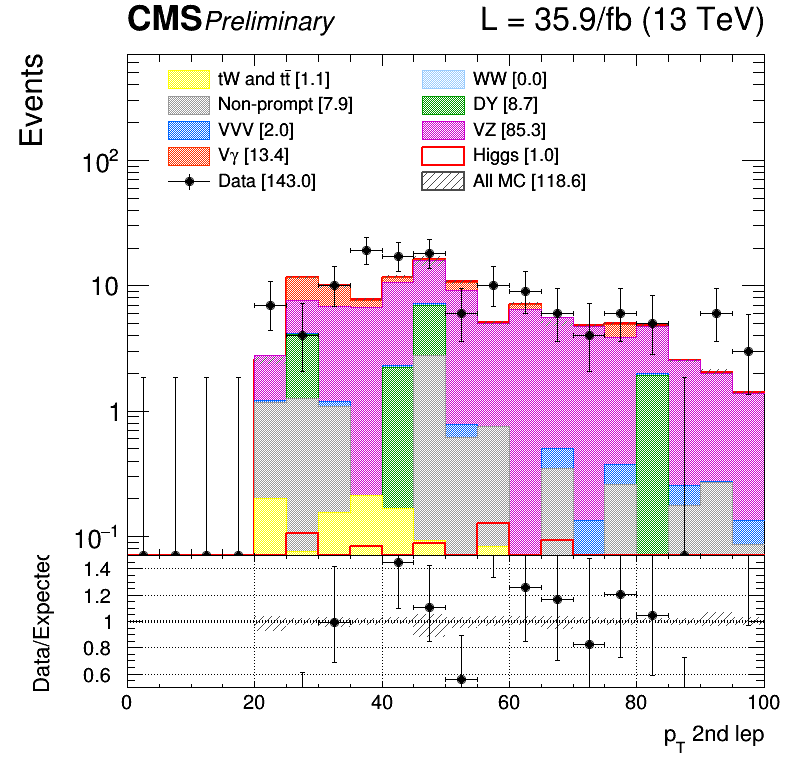 CMS Preliminary L = 35.9/fb (13 TeV)
Events
tW and tt̄ [1.1] WW [0.0]
Non-prompt [7.9] DY [8.7]
VVV [2.0] VZ [85.3]
Vγ [13.4] Higgs [1.0]
Data [143.0] All MC [118.6]
10²
10
1
10⁻¹
Data/Expected
1.4
1.2
1
0.8
0.6
0 20 40 60 80 100
p_T 2nd lep